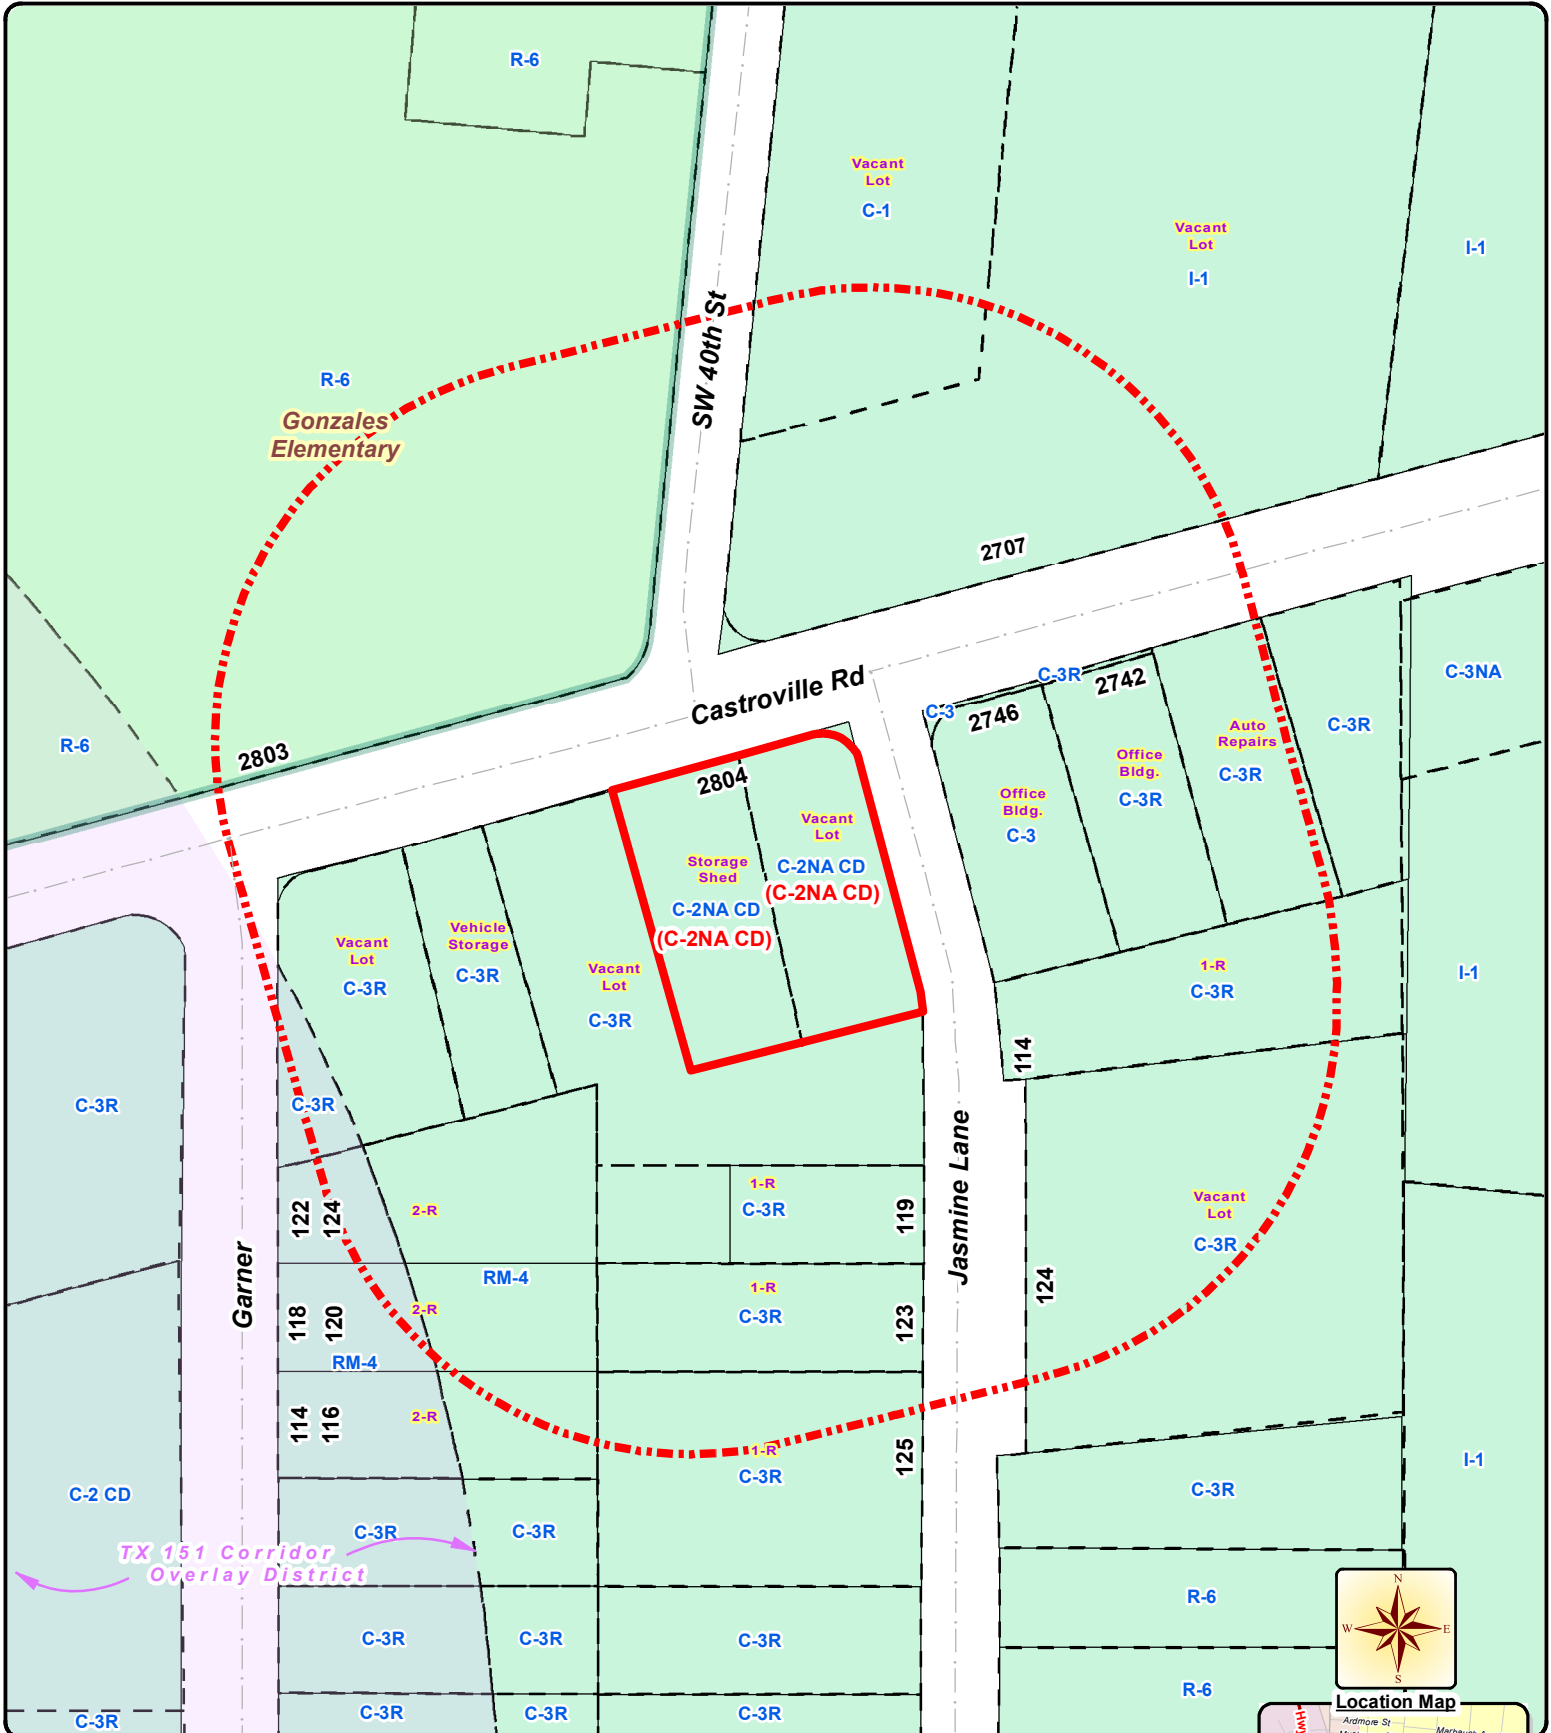 R-6
Vacant
Lot
C-1
Vacant
Lot
I-1
I-1
SW 40th St
R-6
Gonzales
Elementary
2707
Castroville Rd
C-3R
2742
C-3
2746
C-3NA
R-6
2803
2804
Auto
Repairs
C-3R
C-3R
Office
Bldg.
C-3R
Office
Bldg.
C-3
Vacant
Lot
C-2NA CD
(C-2NA CD)
Storage
Shed
C-2NA CD
(C-2NA CD)
Vacant
Lot
C-3R
Vehicle
Storage
C-3R
Vacant
Lot
C-3R
1-R
C-3R
I-1
114
C-3R
C-3R
Jasmine Lane
122
124
2-R
1-R
C-3R
119
Vacant
Lot
C-3R
Garner
RM-4
118
120
2-R
1-R
C-3R
123
124
RM-4
114
116
2-R
1-R
C-3R
125
I-1
C-2 CD
C-3R
C-3R
C-3R
TX 151 Corridor
Overlay District
R-6
C-3R
C-3R
C-3R
N
W
E
S
R-6
C-3R
C-3R
C-3R
C-3R
Location Map
Ardmore St